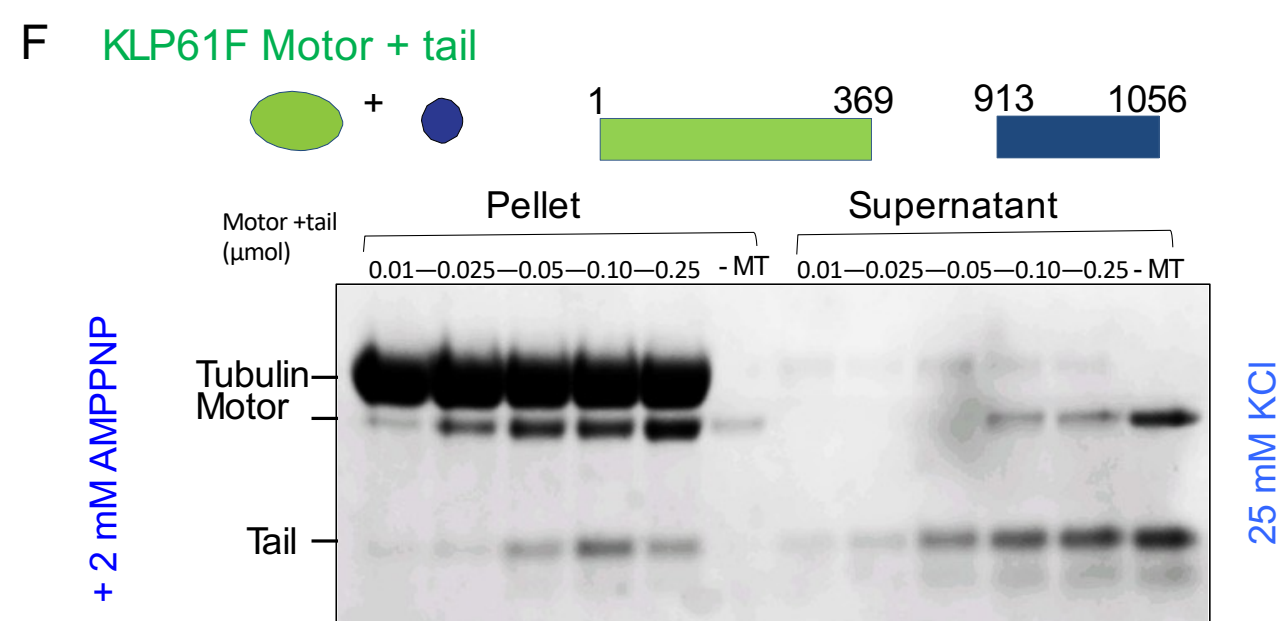 F KLP61F Motor + tail
+ 1 369 913 1056
Pellet Supernatant
Motor +tail
(µmol)
0.01—0.025—0.05—0.10—0.25 - MT 0.01—0.025—0.05—0.10—0.25 - MT
Tubulin
Motor
Tail
+ 2 mM AMPPNP
25 mM KCl